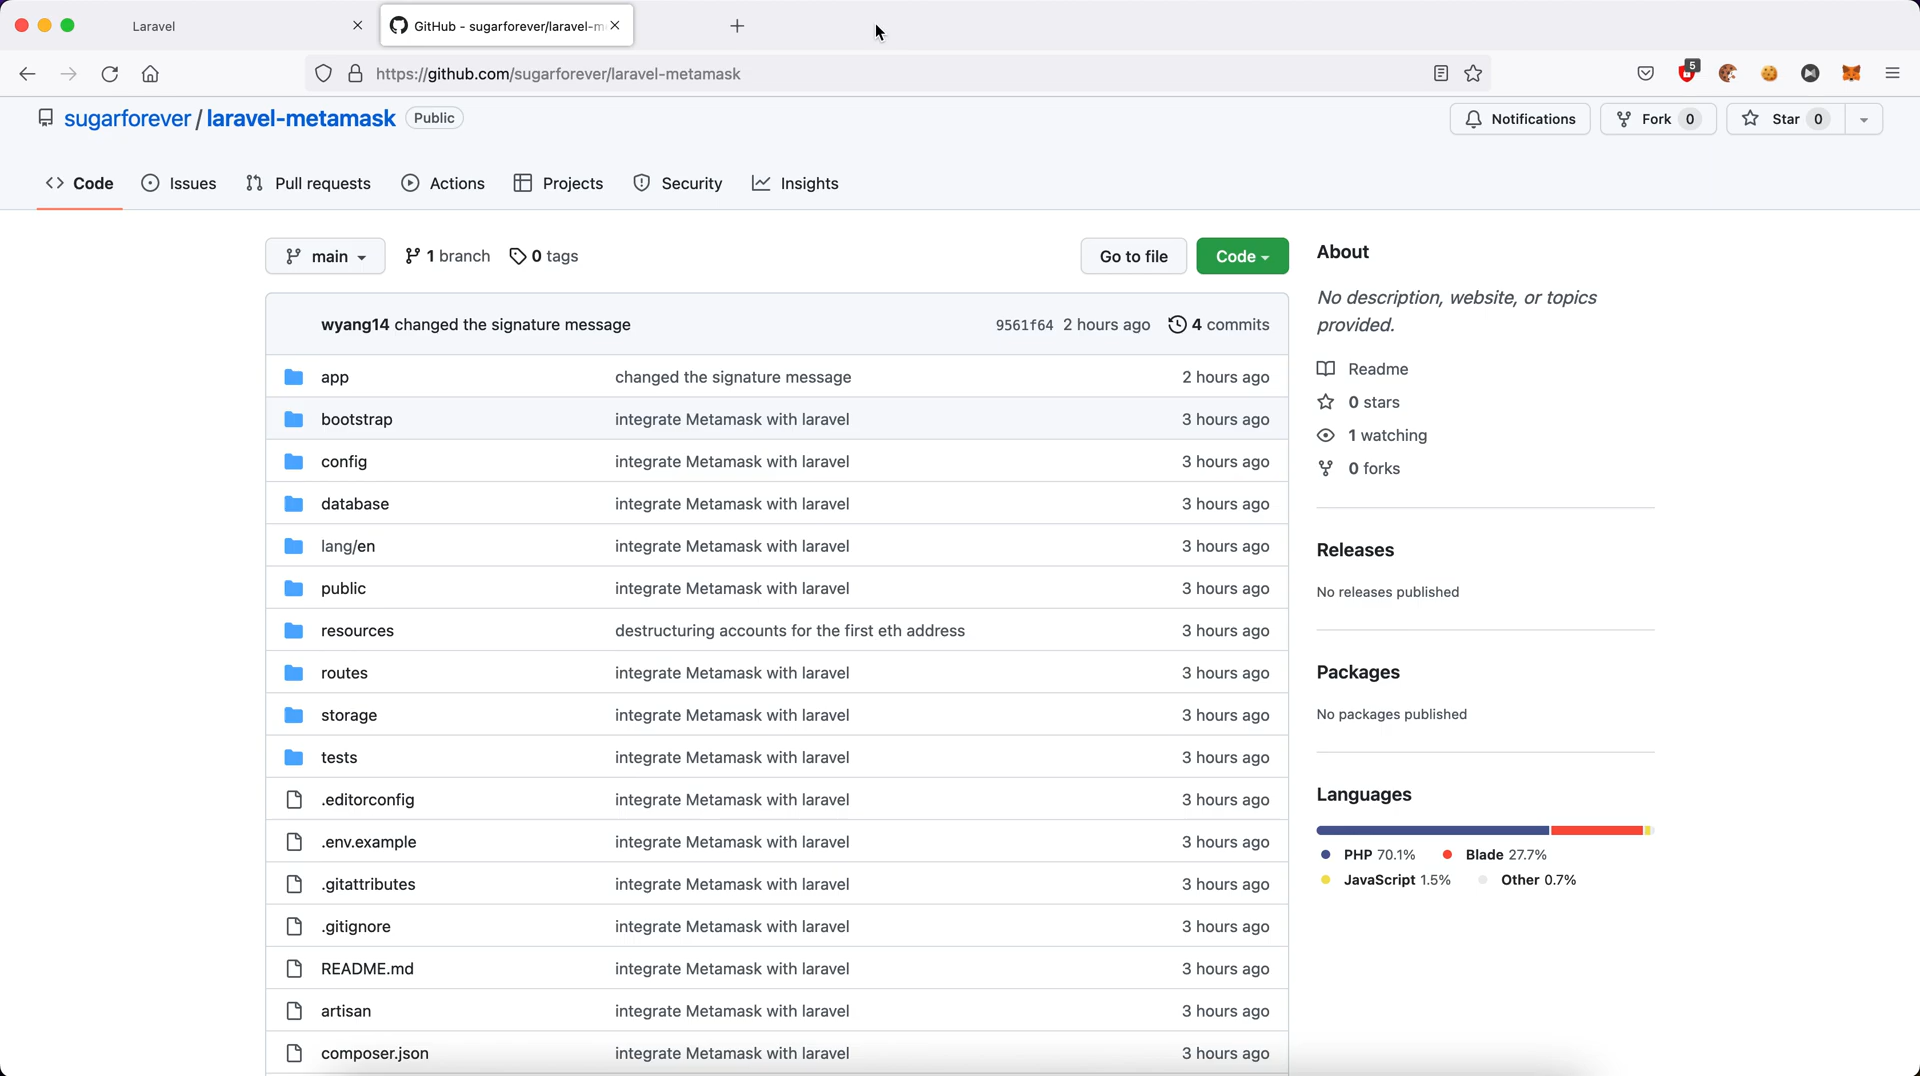 Laravel
GitHub - sugarforever/laravel-m
https://github.com/sugarforever/laravel-metamask
5
sugarforever / laravel-metamask Public
Notifications Fork 0 Star 0
Code Issues Pull requests Actions Projects Security Insights
main 1 branch 0 tags Go to file Code
wyang14 changed the signature message 9561f64 2 hours ago 4 commits
app changed the signature message 2 hours ago
bootstrap integrate Metamask with laravel 3 hours ago
config integrate Metamask with laravel 3 hours ago
database integrate Metamask with laravel 3 hours ago
lang/en integrate Metamask with laravel 3 hours ago
public integrate Metamask with laravel 3 hours ago
resources destructuring accounts for the first eth address 3 hours ago
routes integrate Metamask with laravel 3 hours ago
storage integrate Metamask with laravel 3 hours ago
tests integrate Metamask with laravel 3 hours ago
.editorconfig integrate Metamask with laravel 3 hours ago
.env.example integrate Metamask with laravel 3 hours ago
.gitattributes integrate Metamask with laravel 3 hours ago
.gitignore integrate Metamask with laravel 3 hours ago
README.md integrate Metamask with laravel 3 hours ago
artisan integrate Metamask with laravel 3 hours ago
composer.json integrate Metamask with laravel 3 hours ago
About
No description, website, or topics
provided.
Readme
0 stars
1 watching
0 forks
Releases
No releases published
Packages
No packages published
Languages
PHP 70.1% Blade 27.7%
JavaScript 1.5% Other 0.7%